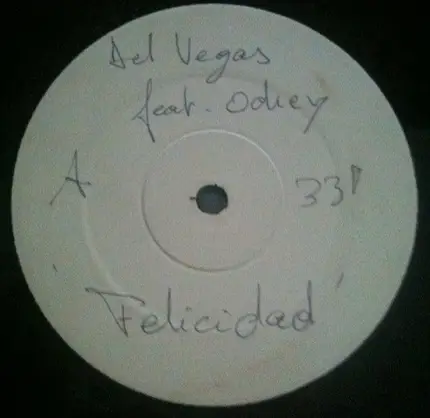 Del Vegas
feat. Odiey
A
33'
'Felicidad'